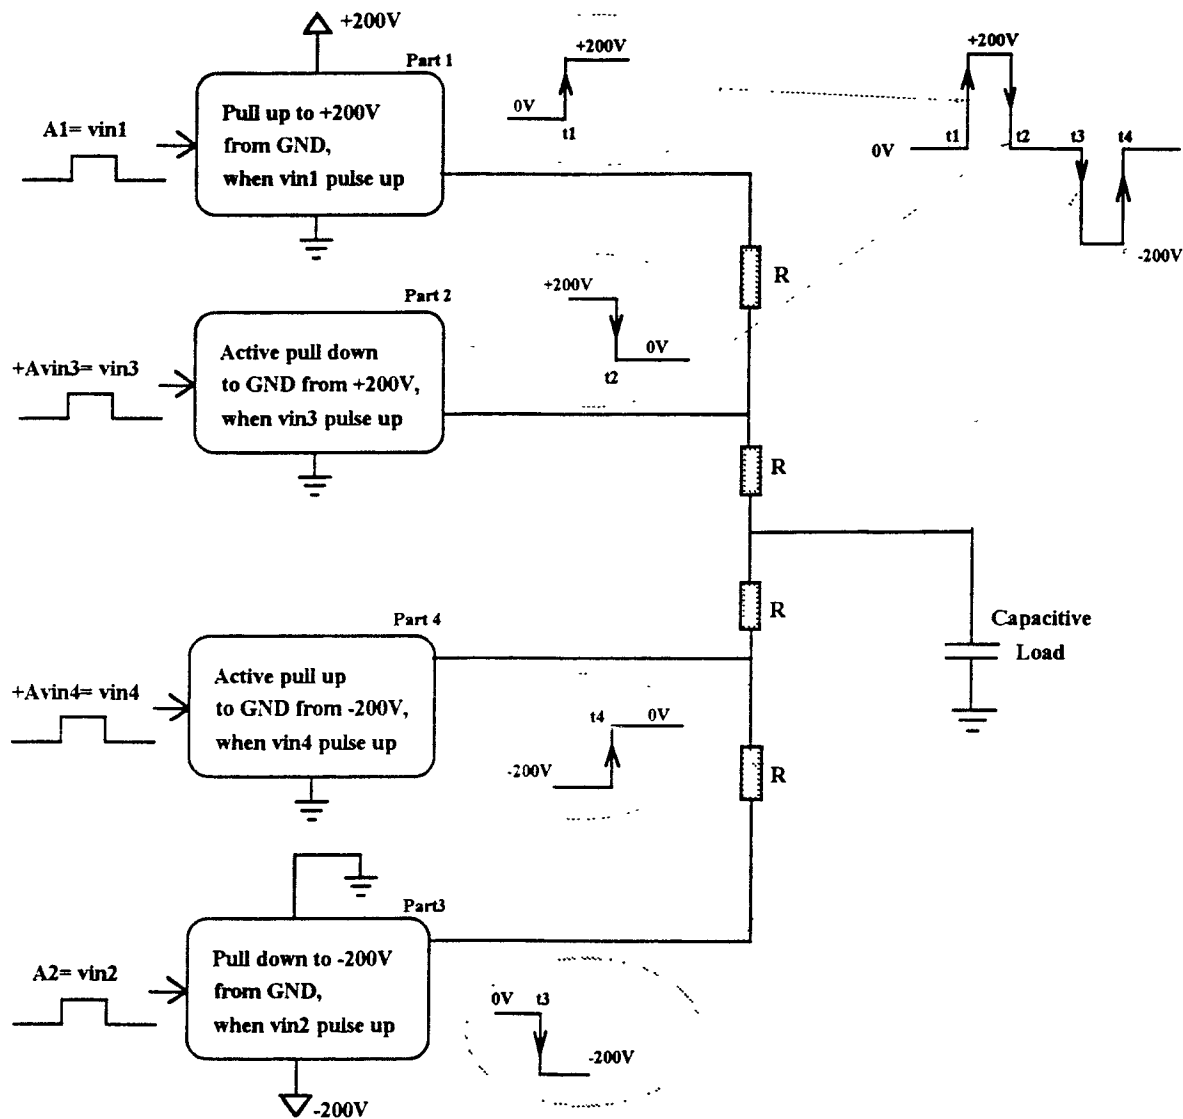 +200V
Part 1
A1= vin1
Pull up to +200V
from GND,
when vin1 pulse up
0V
+200V
t1
+200V
0V
t1
t2
t3
t4
-200V
R
Part 2
+Avin3= vin3
Active pull down
to GND from +200V,
when vin3 pulse up
+200V
0V
t2
R
R
Capacitive
Load
Part 4
+Avin4= vin4
Active pull up
to GND from -200V,
when vin4 pulse up
t4
0V
-200V
R
Part3
A2= vin2
Pull down to -200V
from GND,
when vin2 pulse up
0V
t3
-200V
-200V